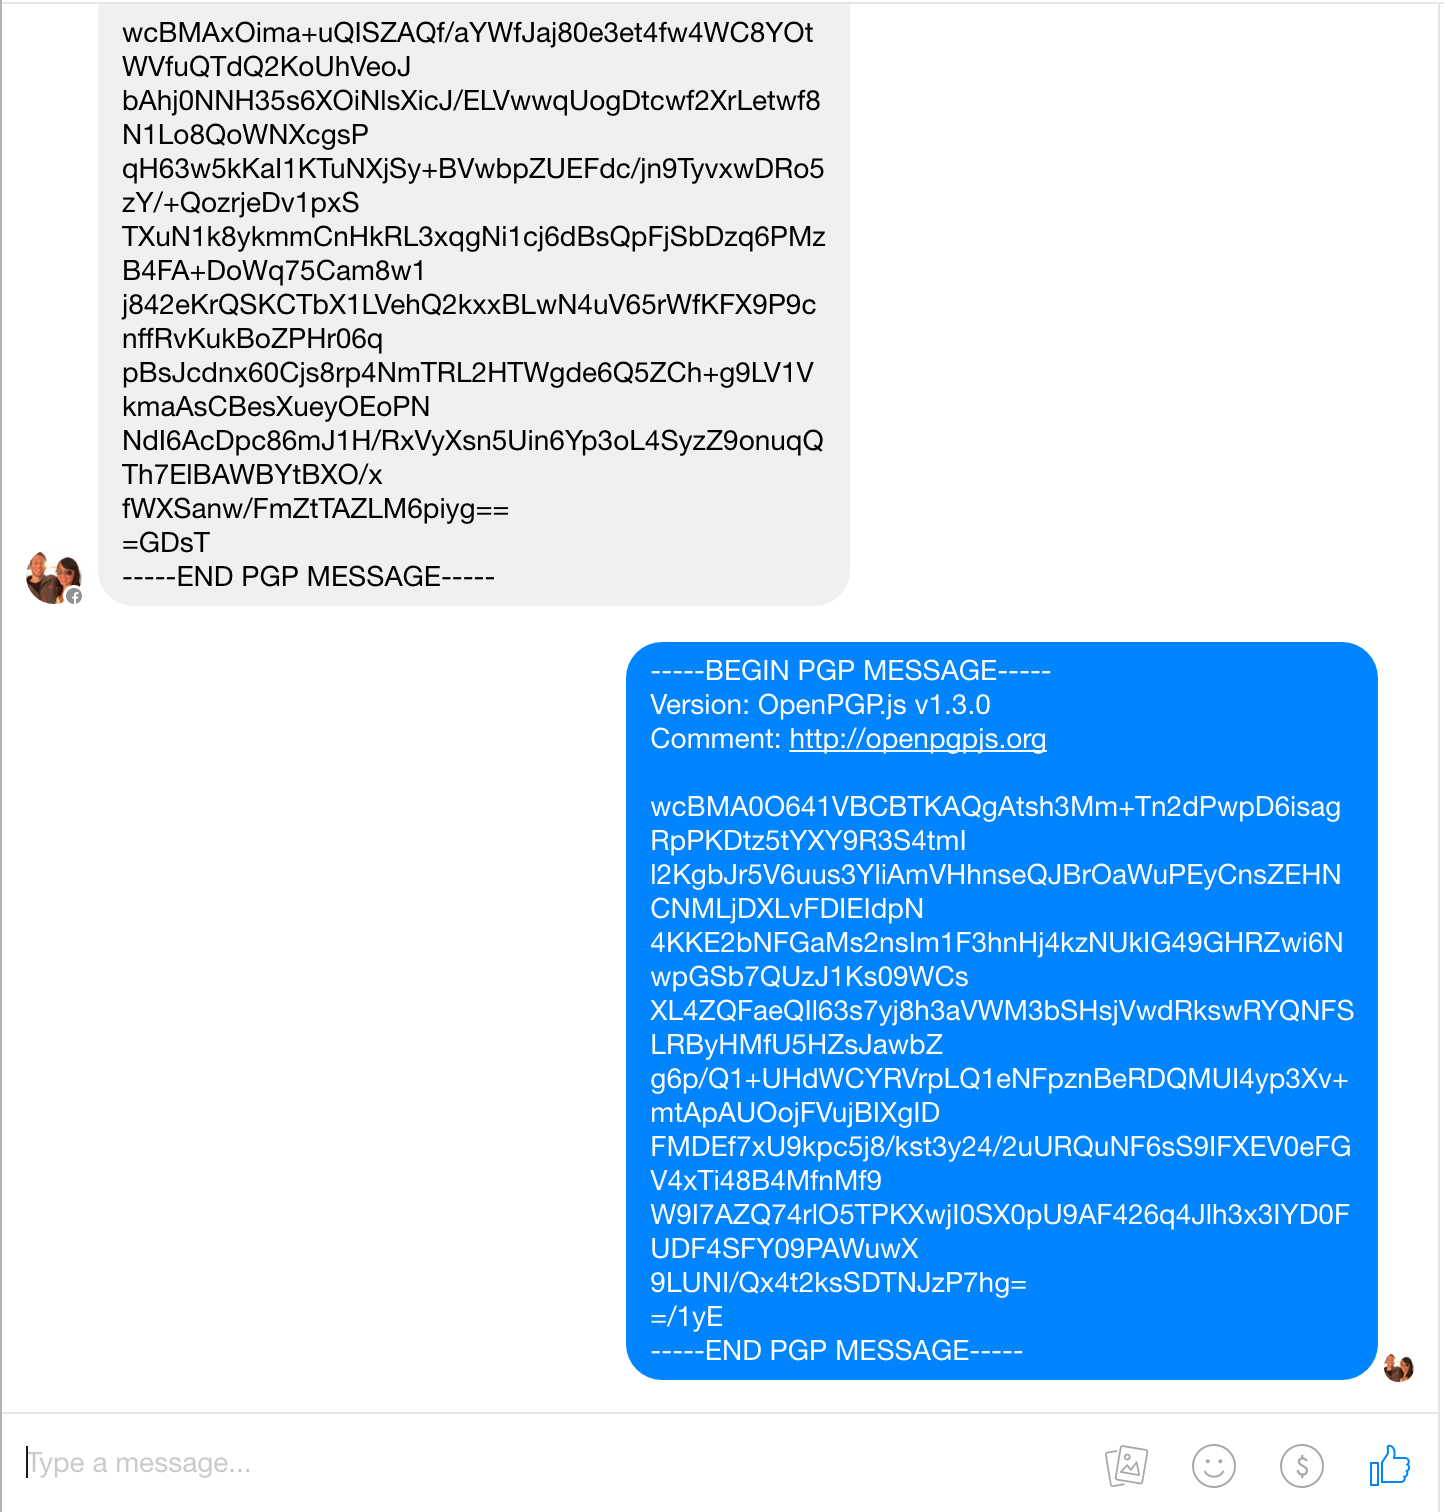 wcBMAxOima+uQISZAQf/aYWfJaj80e3et4fw4WC8YOt
WVfuQTdQ2KoUhVeoJ
bAhj0NNH35s6XOiNlsXicJ/ELVwwqUogDtcwf2XrLetwf8
N1Lo8QoWNXcgsP
qH63w5kKaI1KTuNXjSy+BVwbpZUEFdc/jn9TyvxwDRo5
zY/+QozrjeDv1pxS
TXuN1k8ykmmCnHkRL3xqgNi1cj6dBsQpFjSbDzq6PMz
B4FA+DoWq75Cam8w1
j842eKrQSKCTbX1LVehQ2kxxBLwN4uV65rWfKFX9P9c
nffRvKukBoZPHr06q
pBsJcdnx60Cjs8rp4NmTRL2HTWgde6Q5ZCh+g9LV1V
kmaAsCBesXueyOEoPN
NdI6AcDpc86mJ1H/RxVyXsn5Uin6Yp3oL4SyzZ9onuqQ
Th7ElBAWBYtBXO/x
fWXSanw/FmZtTAZLM6piyg==
=GDsT
-----END PGP MESSAGE-----
-----BEGIN PGP MESSAGE-----
Version: OpenPGP.js v1.3.0
Comment: http://openpgpjs.org
wcBMA0O641VBCBTKAQgAtsh3Mm+Tn2dPwpD6isag
RpPKDtz5tYXY9R3S4tmI
l2KgbJr5V6uus3YliAmVHhnseQJBrOaWuPEyCnsZEHN
CNMLjDXLvFDIEIdpN
4KKE2bNFGaMs2nsIm1F3hnHj4kzNUkIG49GHRZwi6N
wpGSb7QUzJ1Ks09WCs
XL4ZQFaeQIl63s7yj8h3aVWM3bSHsjVwdRkswRYQNFS
LRByHMfU5HZsJawbZ
g6p/Q1+UHdWCYRVrpLQ1eNFpznBeRDQMUI4yp3Xv+
mtApAUOojFVujBIXgID
FMDEf7xU9kpc5j8/kst3y24/2uURQuNF6sS9IFXEV0eFG
V4xTi48B4MfnMf9
W9I7AZQ74rlO5TPKXwjI0SX0pU9AF426q4Jlh3x3IYD0F
UDF4SFY09PAWuwX
9LUNI/Qx4t2ksSDTNJzP7hg=
=/1yE
-----END PGP MESSAGE-----
Type a message...